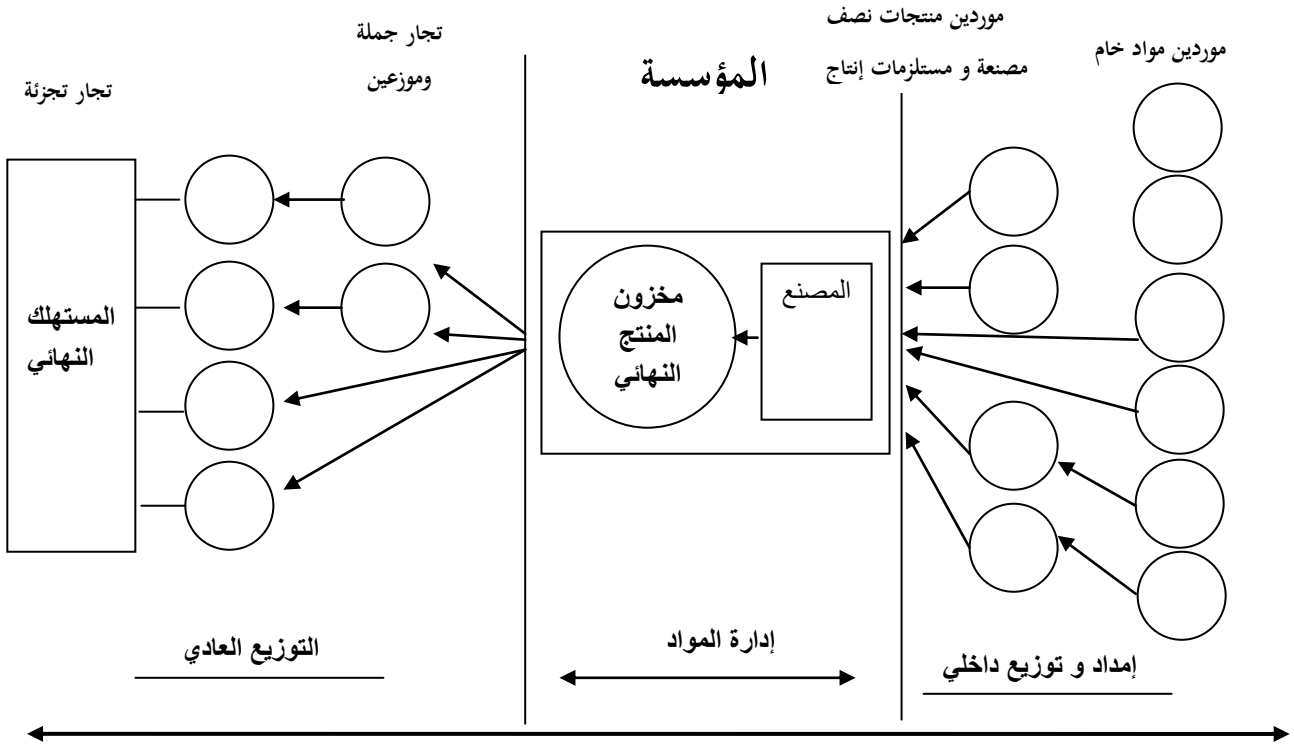 موردين مواد خام
موردين منتجات نصف
مصنعة و مستلزمات إنتاج
المؤسسة
تجار جملة
وموزعين
تجار تجزئة
المصنع
مخزون
المنتج
النهائي
المستهلك
النهائي
إمداد و توزيع داخلي
إدارة المواد
التوزيع العادي